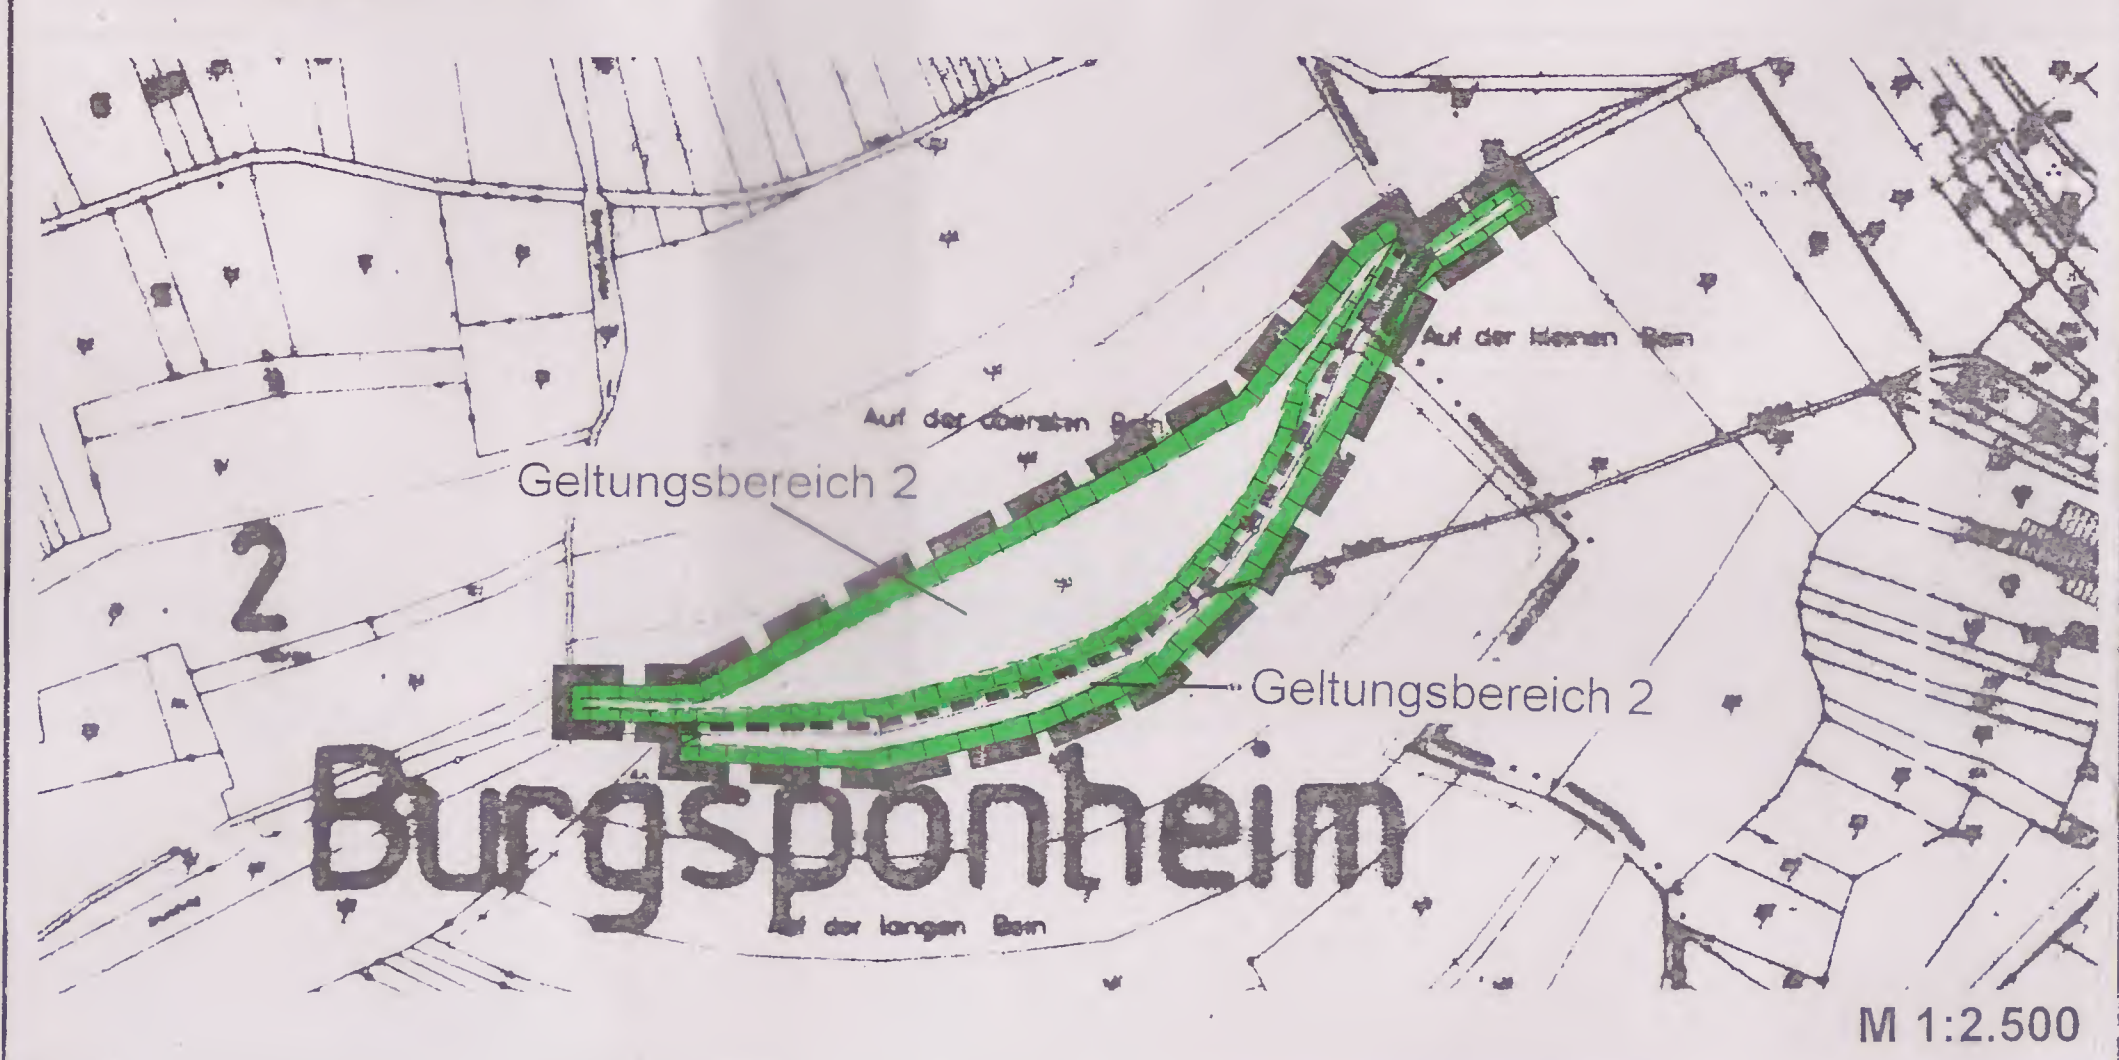 Auf der kleinen Bein
Auf der obersten Bein
Geltungsbereich 2
2
Geltungsbereich 2
Burgsponheim
Auf der langen Bein
M 1:2.500